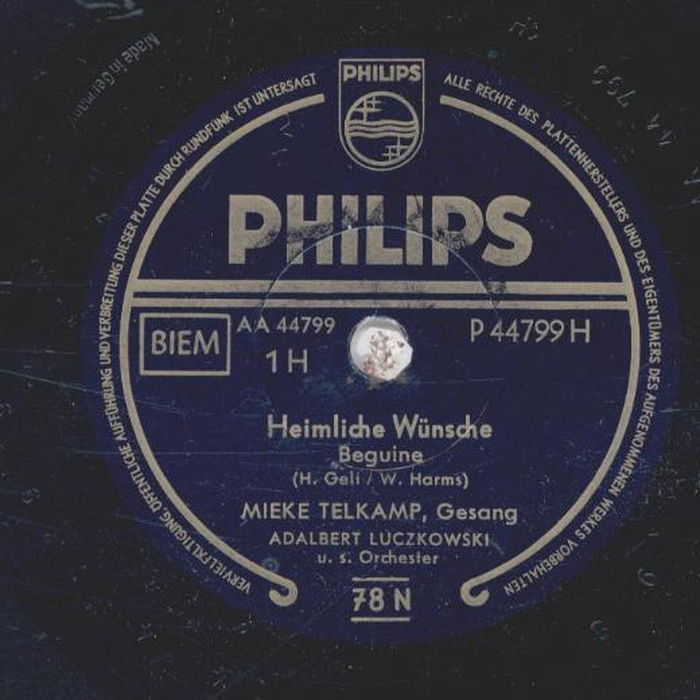 Made in Germany
ALLE RECHTE DES PLATTENHERSTELLERS UND DES EIGENTÜMERS DES AUFGENOMMENEN WERKES VORBEHALTEN
VERVIELFÄLTIGUNG, ÖFFENTLICHE AUFFÜHRUNG UND VERBREITUNG DIESER PLATTE DURCH RUNDFUNK IST UNTERSAGT
PHILIPS
PHILIPS
BIEM
AA 44799
1 H
P 44799 H
Heimliche Wünsche
Beguine
(H. Geli / W. Harms)
MIEKE TELKAMP, Gesang
ADALBERT LUCZKOWSKI
u. s. Orchester
78 N